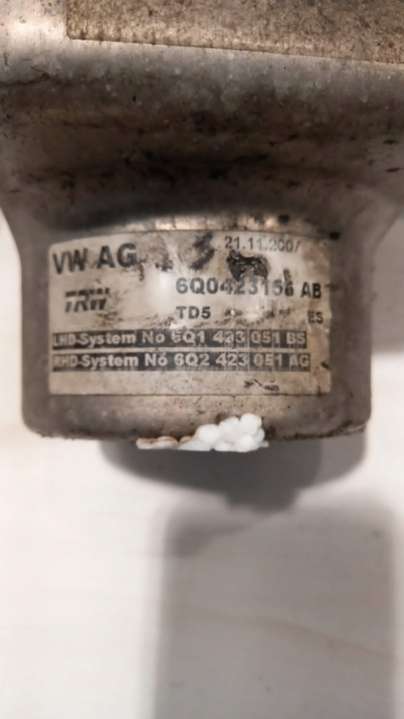 VW AG 21.11.2007
TRW 6Q0423156 AB
TD5 ES
LHD-System No 6Q1 423 051 BS
RHD-System No 6Q2 423 051 AG